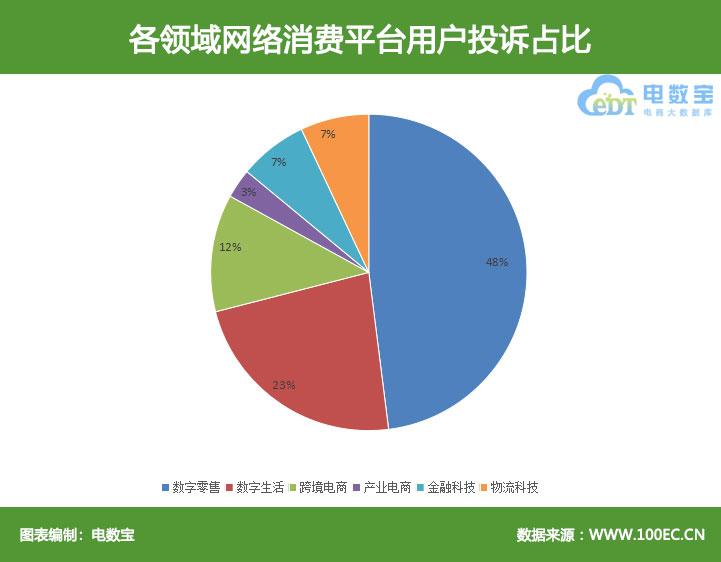 各领域网络消费平台用户投诉占比
eDT 电数宝
电商大数据库
7%
7%
3%
12%
48%
23%
数字零售 数字生活 跨境电商 产业电商 金融科技 物流科技
图表编制：电数宝 数据来源：WWW.100EC.CN